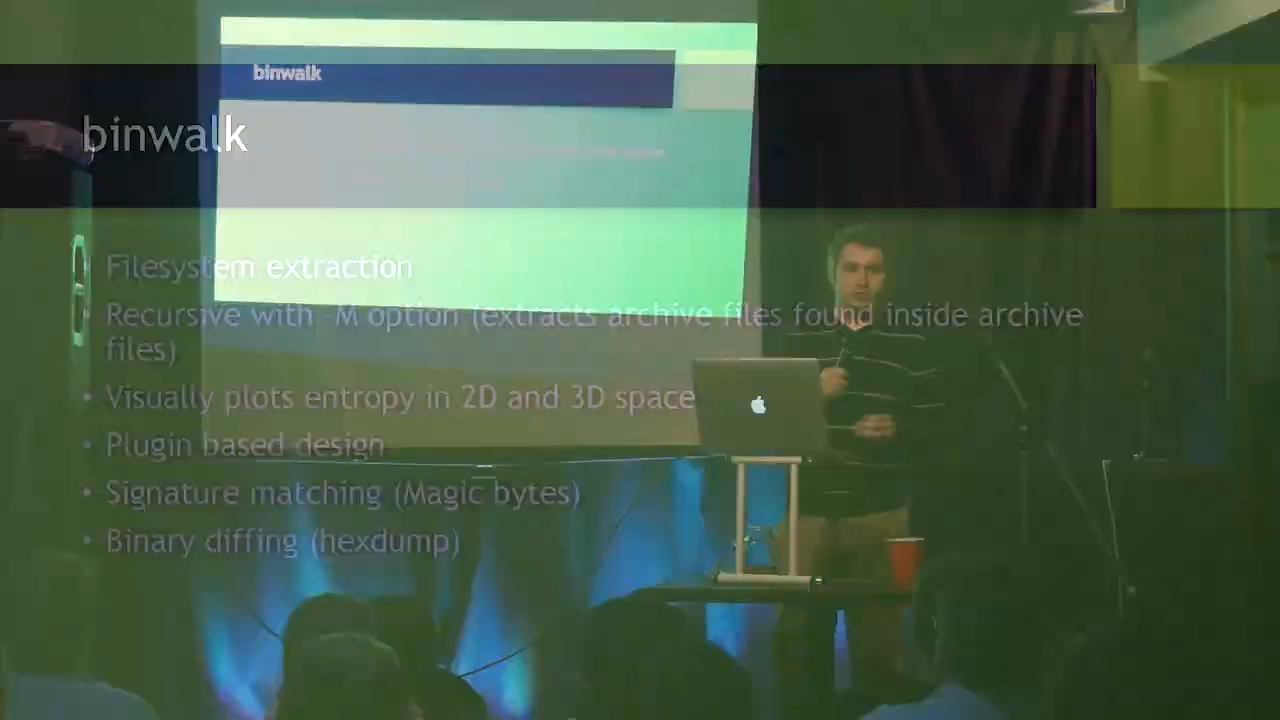 binwalk
binwalk
Filesystem extraction
Recursive with -M option (extracts archive files found inside archive
files)
• Visually plots entropy in 2D and 3D space
• Plugin based design
• Signature matching (Magic bytes)
• Binary diffing (hexdump)